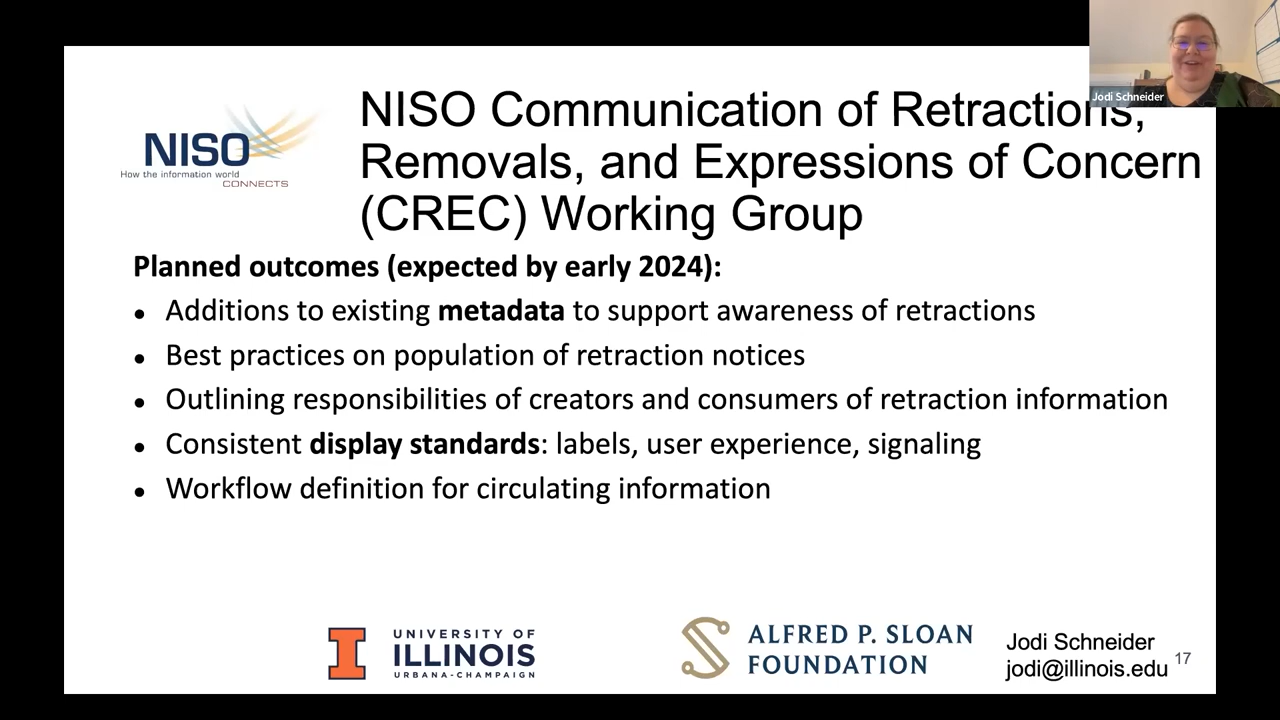 Jodi Schneider
NISO
How the information world
CONNECTS
NISO Communication of Retractions,
Removals, and Expressions of Concern
(CREC) Working Group
Planned outcomes (expected by early 2024):
● Additions to existing metadata to support awareness of retractions
● Best practices on population of retraction notices
● Outlining responsibilities of creators and consumers of retraction information
● Consistent display standards: labels, user experience, signaling
● Workflow definition for circulating information
I
UNIVERSITY OF
ILLINOIS
URBANA-CHAMPAIGN
ALFRED P. SLOAN
FOUNDATION
Jodi Schneider
jodi@illinois.edu
17